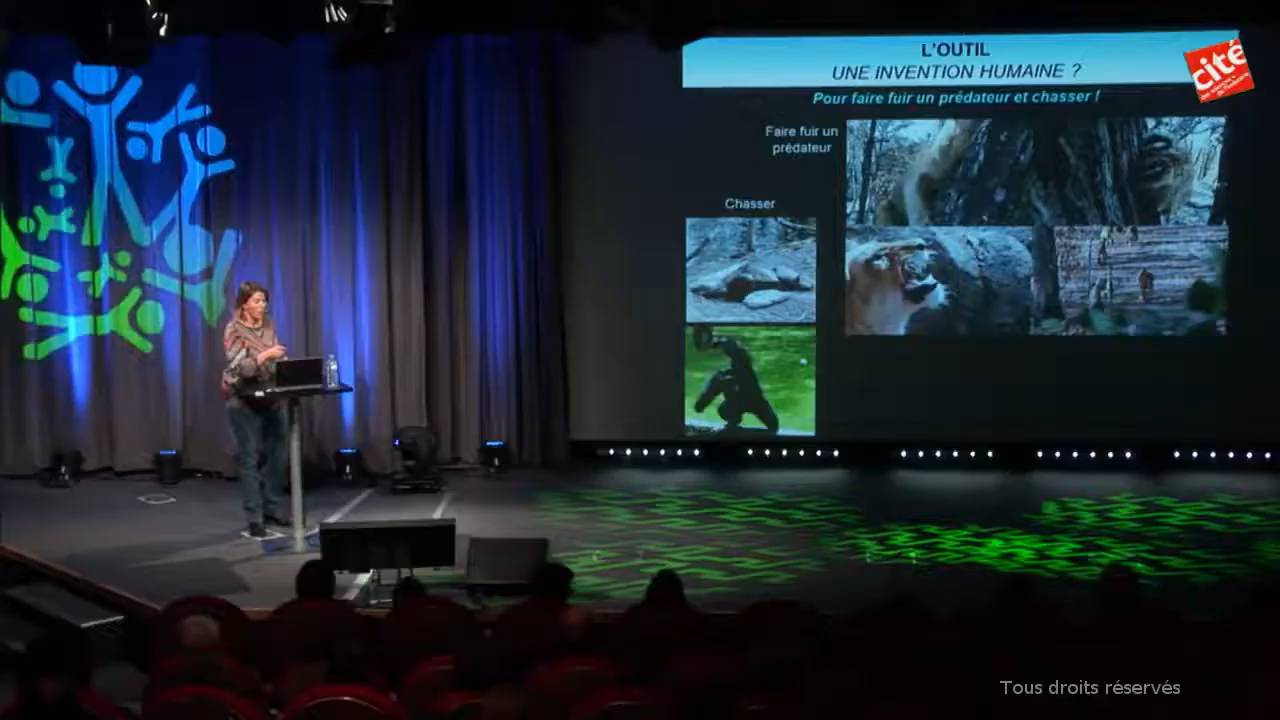 L'OUTIL
UNE INVENTION HUMAINE ?
cité
Pour faire fuir un prédateur et chasser !
Faire fuir un
prédateur
Chasser
Tous droits réservés